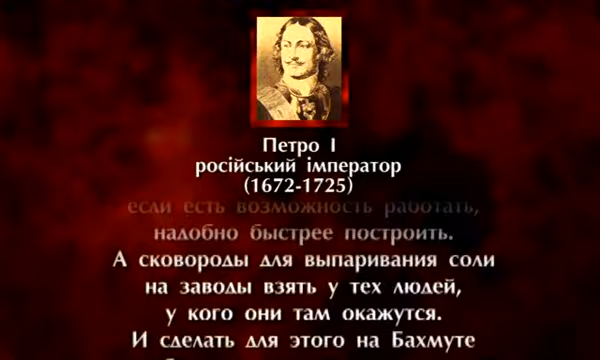 Петро І
російський імператор
(1672-1725)
если есть возможность работать,
надобно быстрее построить.
А сковороды для выпаривания соли
на заводы взять у тех людей,
у кого они там окажутся.
И сделать для этого на Бахмуте